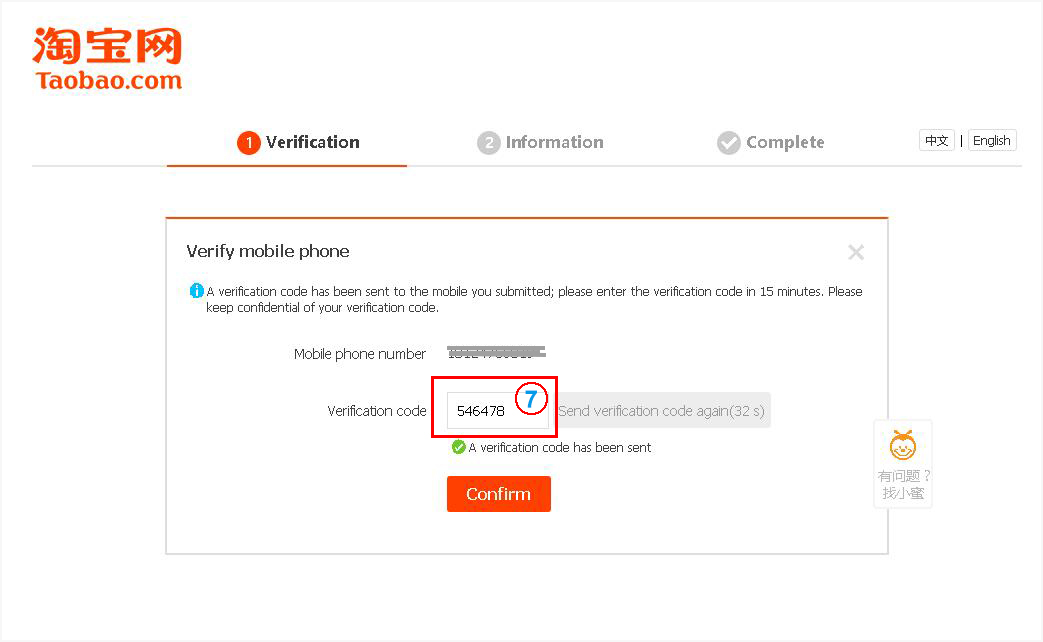 淘宝网
Taobao.com
1 Verification
2 Information
Complete
中文 | English
Verify mobile phone
A verification code has been sent to the mobile you submitted; please enter the verification code in 15 minutes. Please
keep confidential of your verification code.
Mobile phone number
Verification code
546478
7
Send verification code again(32 s)
A verification code has been sent
Confirm
有问题？
找小蜜